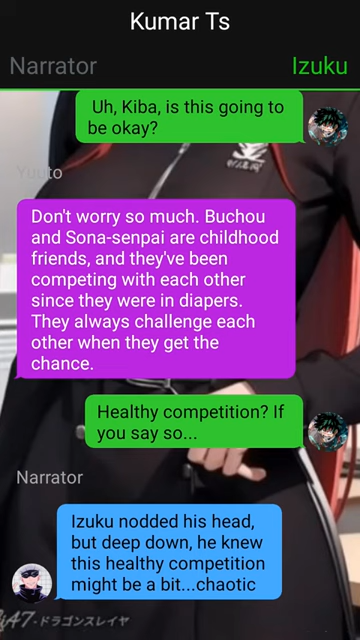 Kumar Ts
Narrator
Izuku
Uh, Kiba, is this going to
be okay?
Yuuto
Don't worry so much. Buchou
and Sona-senpai are childhood
friends, and they've been
competing with each other
since they were in diapers.
They always challenge each
other when they get the
chance.
Healthy competition? If
you say so...
Narrator
Izuku nodded his head,
but deep down, he knew
this healthy competition
might be a bit...chaotic
47-ドラゴンスレイヤ